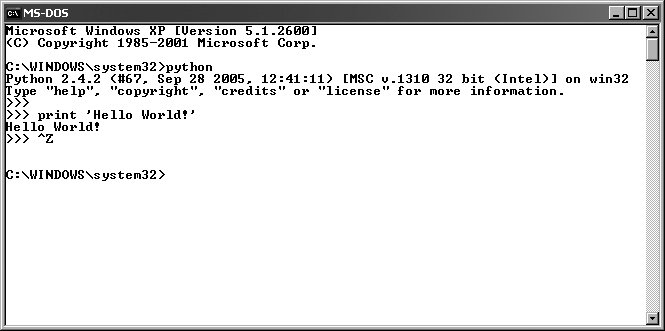 MS-DOS
Microsoft Windows XP [Version 5.1.2600]
(C) Copyright 1985-2001 Microsoft Corp.
C:\WINDOWS\system32>python
Python 2.4.2 (#67, Sep 28 2005, 12:41:11) [MSC v.1310 32 bit (Intel)] on win32
Type "help", "copyright", "credits" or "license" for more information.
>>>
>>> print 'Hello World!'
Hello World!
>>> ^Z
C:\WINDOWS\system32>